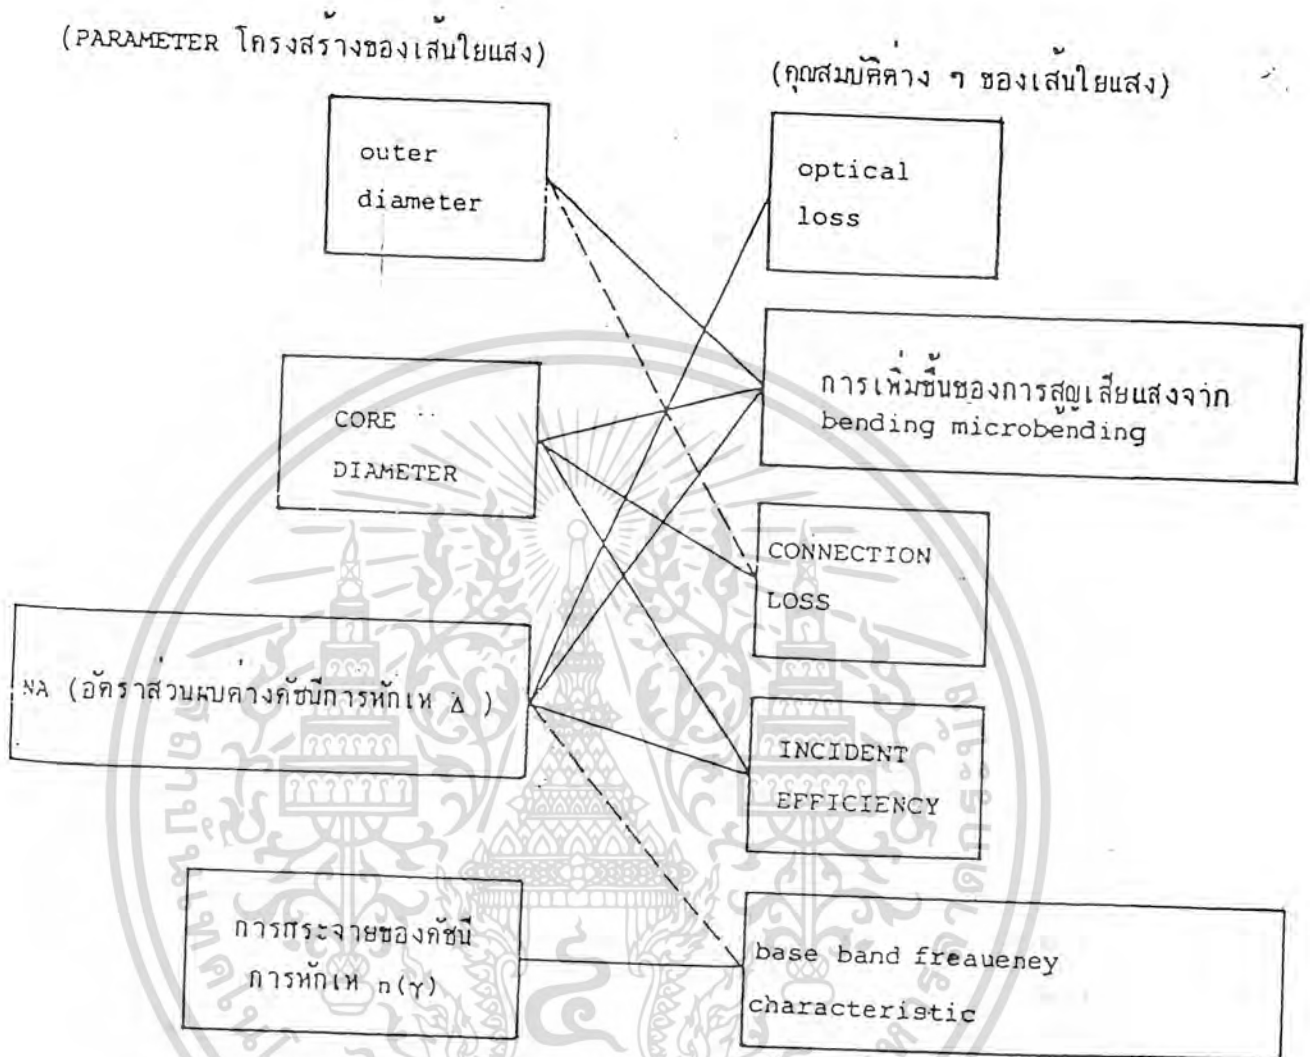 (PARAMETER โครงสร้างของเส้นใยแสง)
(คุณสมบัติต่าง ๆ ของเส้นใยแสง)
outer
diameter
optical
loss
การเพิ่มขึ้นของการสูญเสียแสงจาก
bending microbending
CORE
DIAMETER
CONNECTION
LOSS
NA (อัตราส่วนผบต่างดัชนีการหักเห Δ )
INCIDENT
EFFICIENCY
การกระจายของดัชนี
การหักเห n(γ)
base band freaueney
characteristic